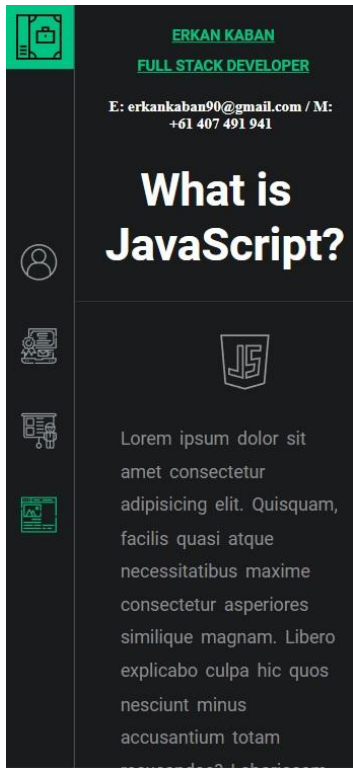 ERKAN KABAN
FULL STACK DEVELOPER
E: erkankaban90@gmail.com / M:
+61 407 491 941
What is
JavaScript?
JS
Lorem ipsum dolor sit
amet consectetur
adipisicing elit. Quisquam,
facilis quasi atque
necessitatibus maxime
consectetur asperiores
similique magnam. Libero
explicabo culpa hic quos
nesciunt minus
accusantium totam